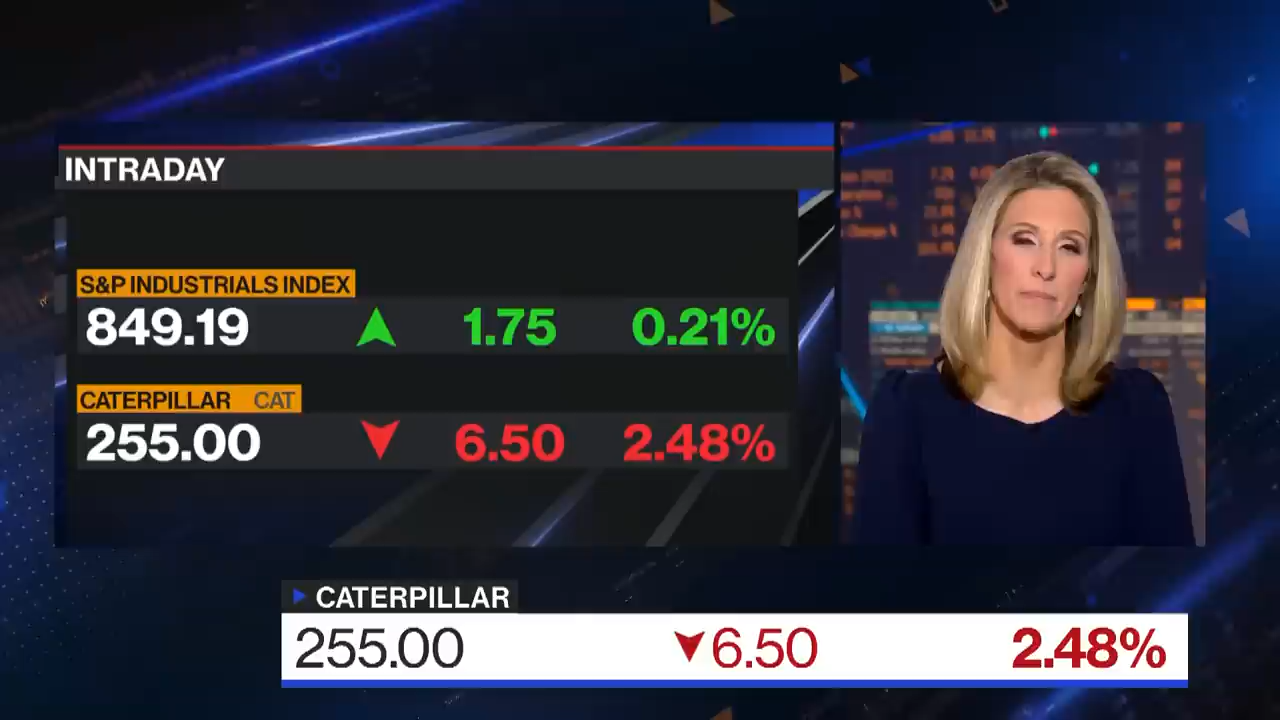 INTRADAY
S&P INDUSTRIALS INDEX
849.19 ▲ 1.75 0.21%
CATERPILLAR CAT
255.00 ▼ 6.50 2.48%
CATERPILLAR
255.00 ▼6.50 2.48%